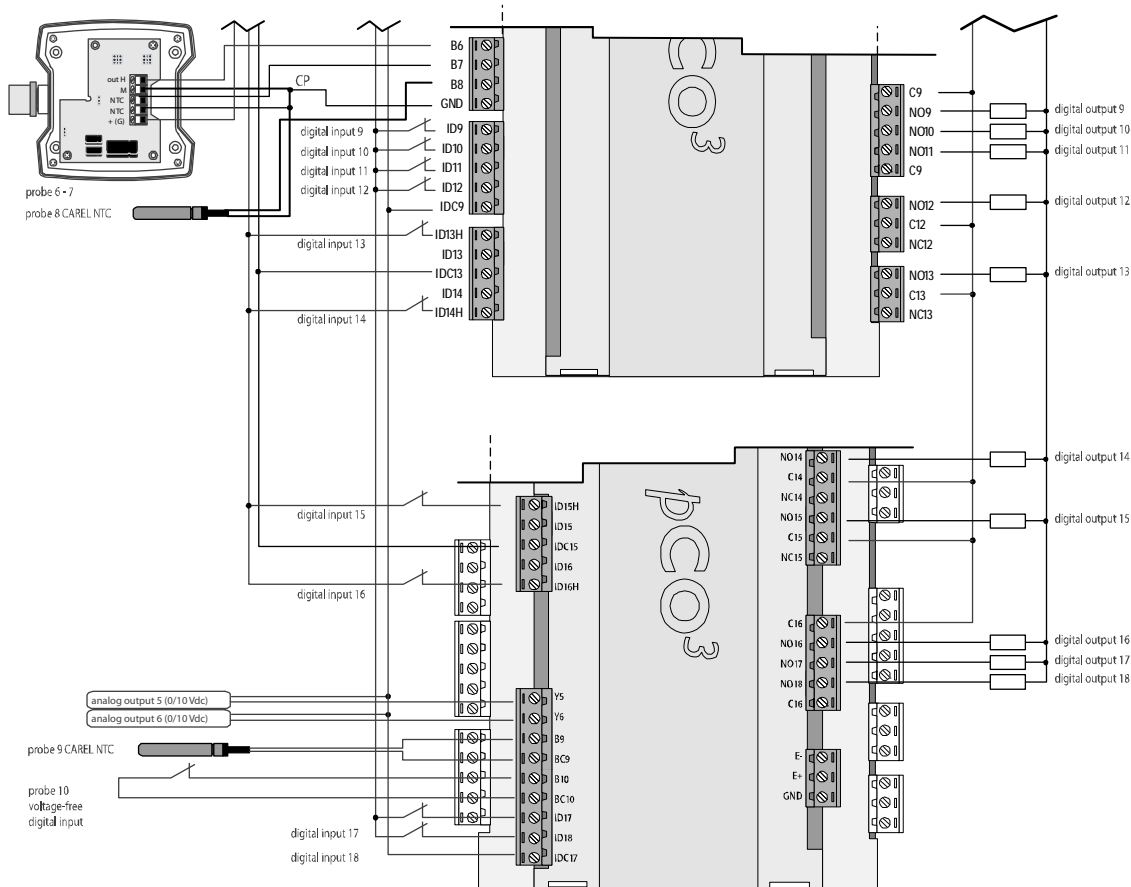 out H
M
NTC
NTC
+ (G)
probe 6 - 7
probe 8 CAREL NTC
CP
B6
B7
B8
GND
digital input 9
digital input 10
digital input 11
digital input 12
ID9
ID10
ID11
ID12
IDC9
digital input 13
ID13H
ID13
IDC13
ID14
ID14H
digital input 14
pCO3
C9
NO9
NO10
NO11
C9
NO12
C12
NC12
NO13
C13
NC13
digital output 9
digital output 10
digital output 11
digital output 12
digital output 13
digital input 15
ID15H
ID15
IDC15
ID16
ID16H
digital input 16
analog output 5 (0/10 Vdc)
analog output 6 (0/10 Vdc)
probe 9 CAREL NTC
probe 10
voltage-free
digital input
digital input 17
digital input 18
Y5
Y6
B9
BC9
B10
BC10
ID17
ID18
IDC17
pCO3
NO14
C14
NC14
NO15
C15
NC15
C16
NO16
NO17
NO18
C16
E-
E+
GND
digital output 14
digital output 15
digital output 16
digital output 17
digital output 18